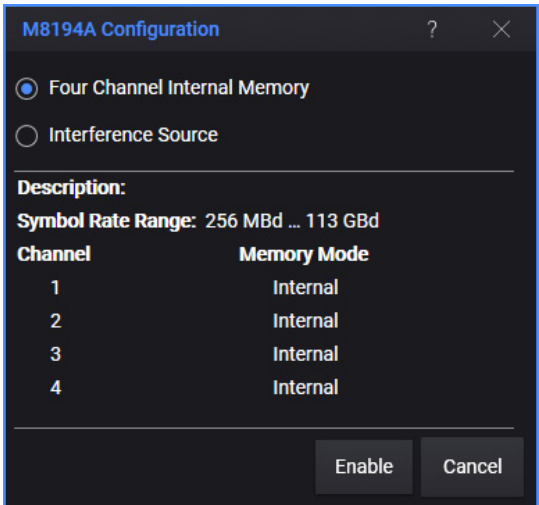 M8194A Configuration ?
Four Channel Internal Memory
Interference Source
Description:
Symbol Rate Range: 256 MBd ... 113 GBd
Channel Memory Mode
1 Internal
2 Internal
3 Internal
4 Internal
Enable Cancel